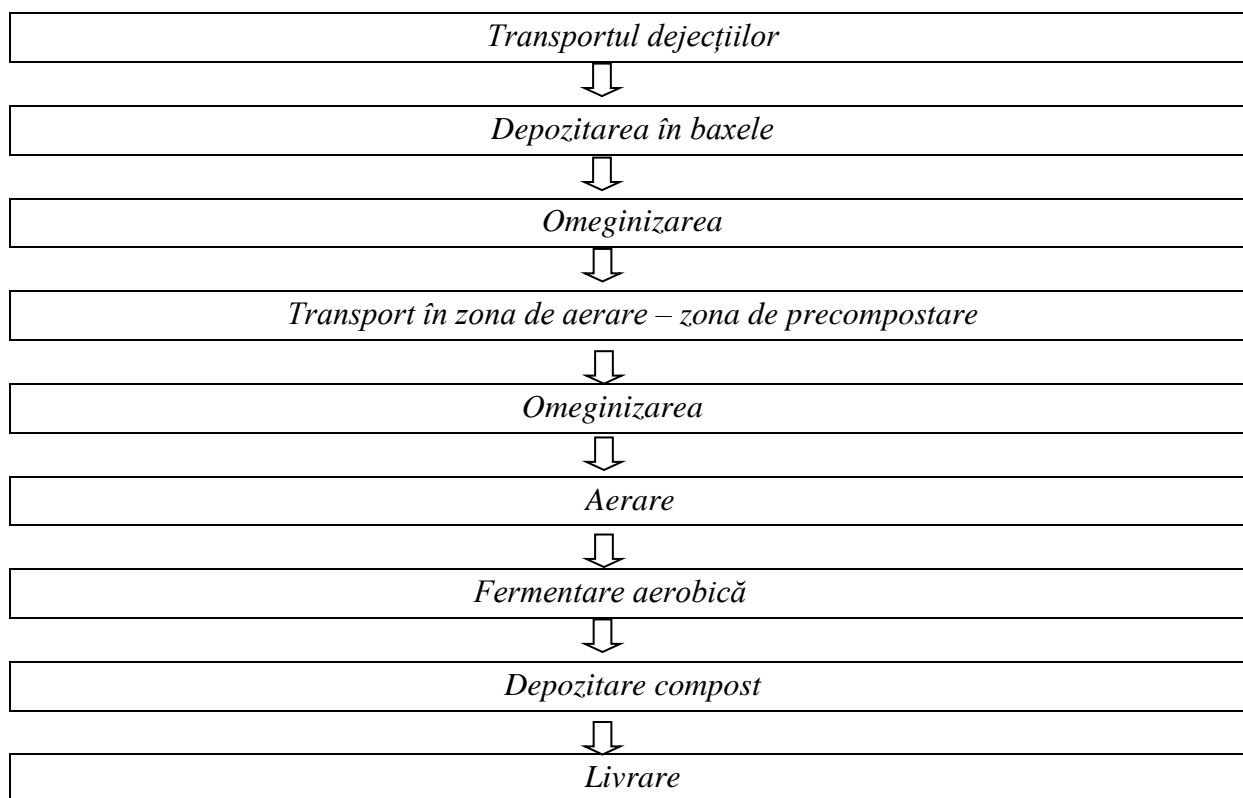 Transportul dejecțiilor
Depozitarea în baxele
Omeginizarea
Transport în zona de aerare – zona de precompostare
Omeginizarea
Aerare
Fermentare aerobică
Depozitare compost
Livrare